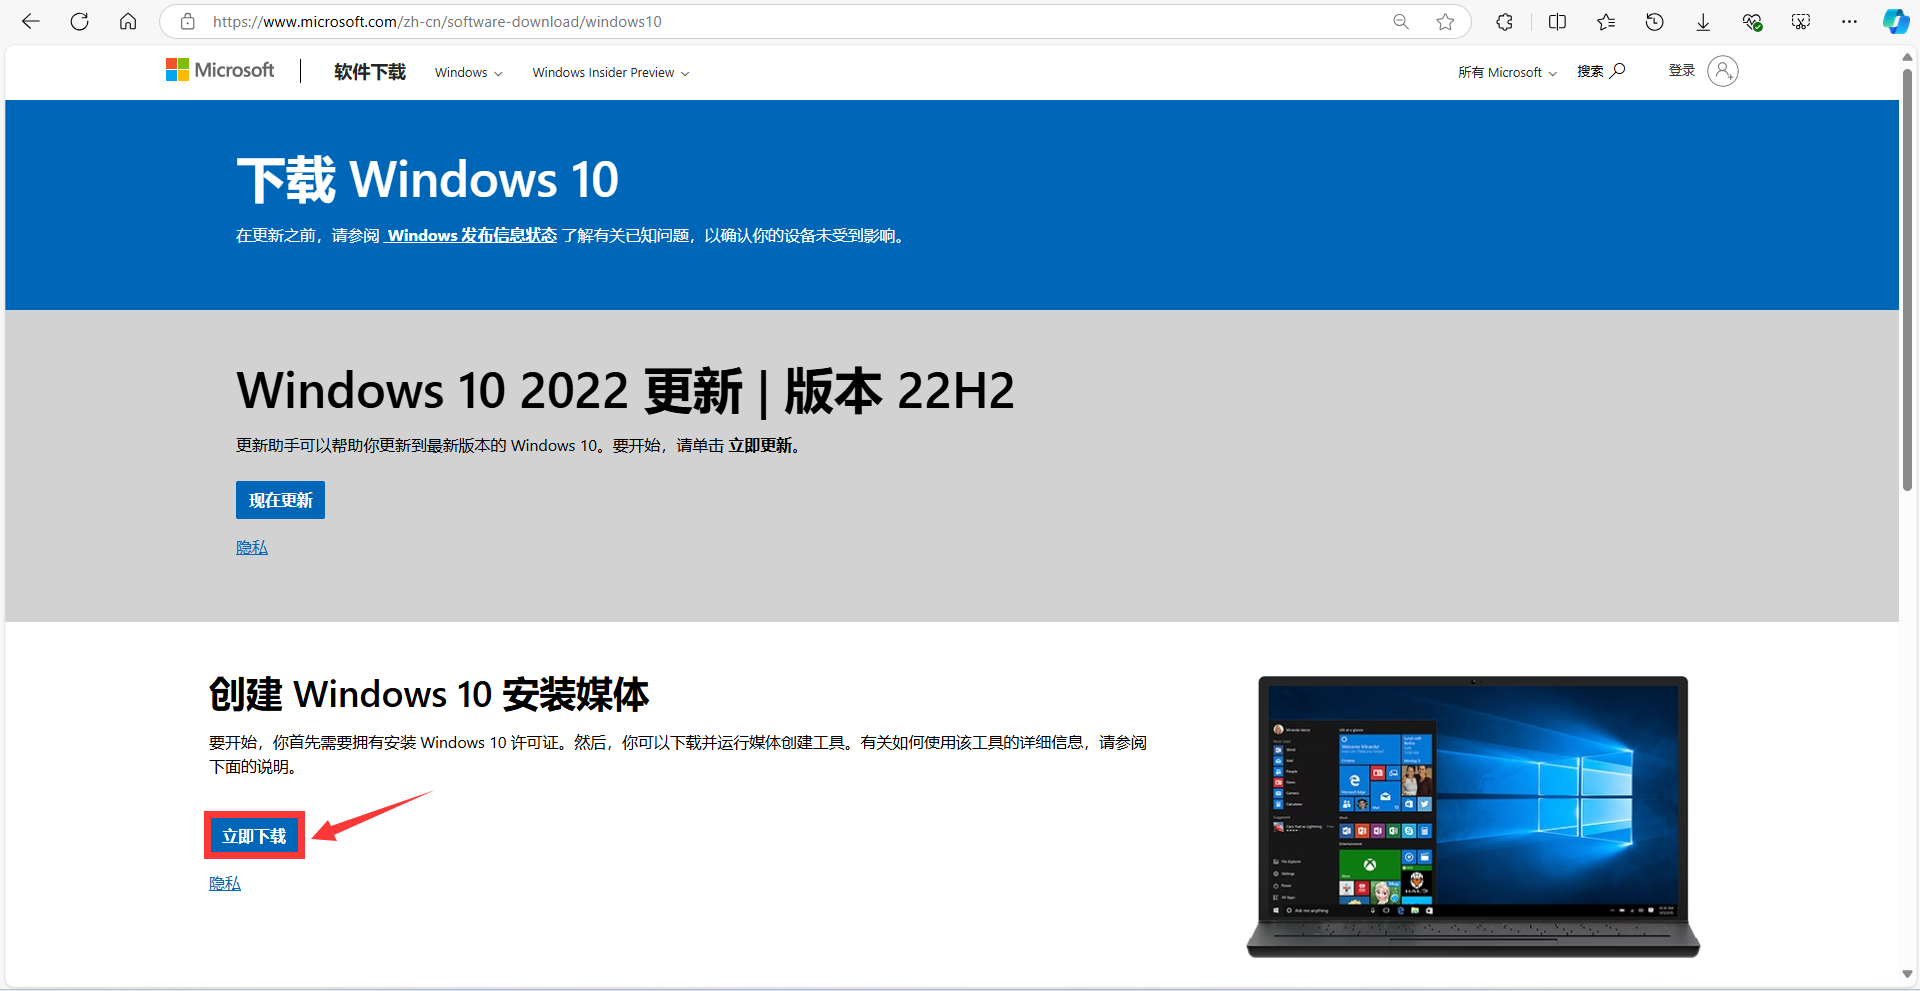 https://www.microsoft.com/zh-cn/software-download/windows10
Microsoft
软件下载
Windows
Windows Insider Preview
所有 Microsoft
搜索
登录
下载 Windows 10
在更新之前，请参阅 Windows 发布信息状态 了解有关已知问题，以确认你的设备未受到影响。
Windows 10 2022 更新 | 版本 22H2
更新助手可以帮助你更新到最新版本的 Windows 10。要开始，请单击 立即更新。
现在更新
隐私
创建 Windows 10 安装媒体
要开始，你首先需要拥有安装 Windows 10 许可证。然后，你可以下载并运行媒体创建工具。有关如何使用该工具的详细信息，请参阅
下面的说明。
立即下载
隐私